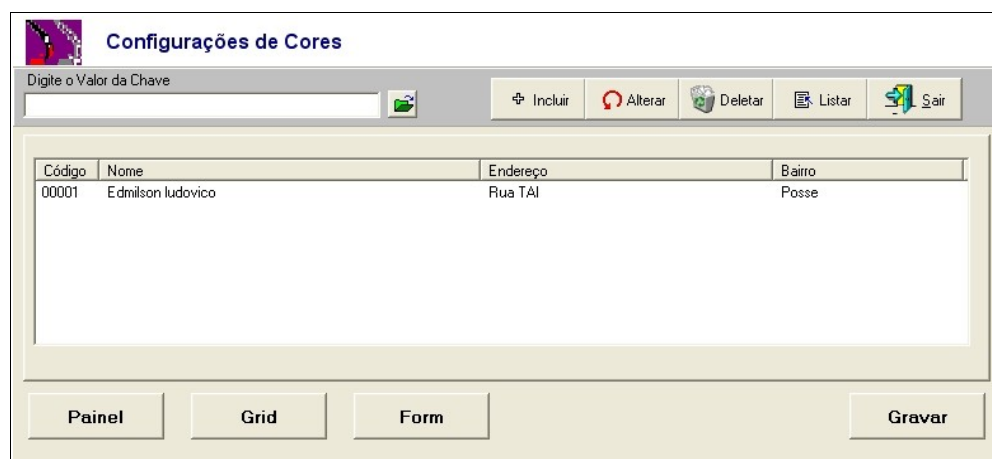 Configurações de Cores
Digite o Valor da Chave
Incluir Alterar Deletar Listar Sair
Código Nome Endereço Bairro
00001 Edmilson ludovico Rua TAI Posse
Painel Grid Form Gravar